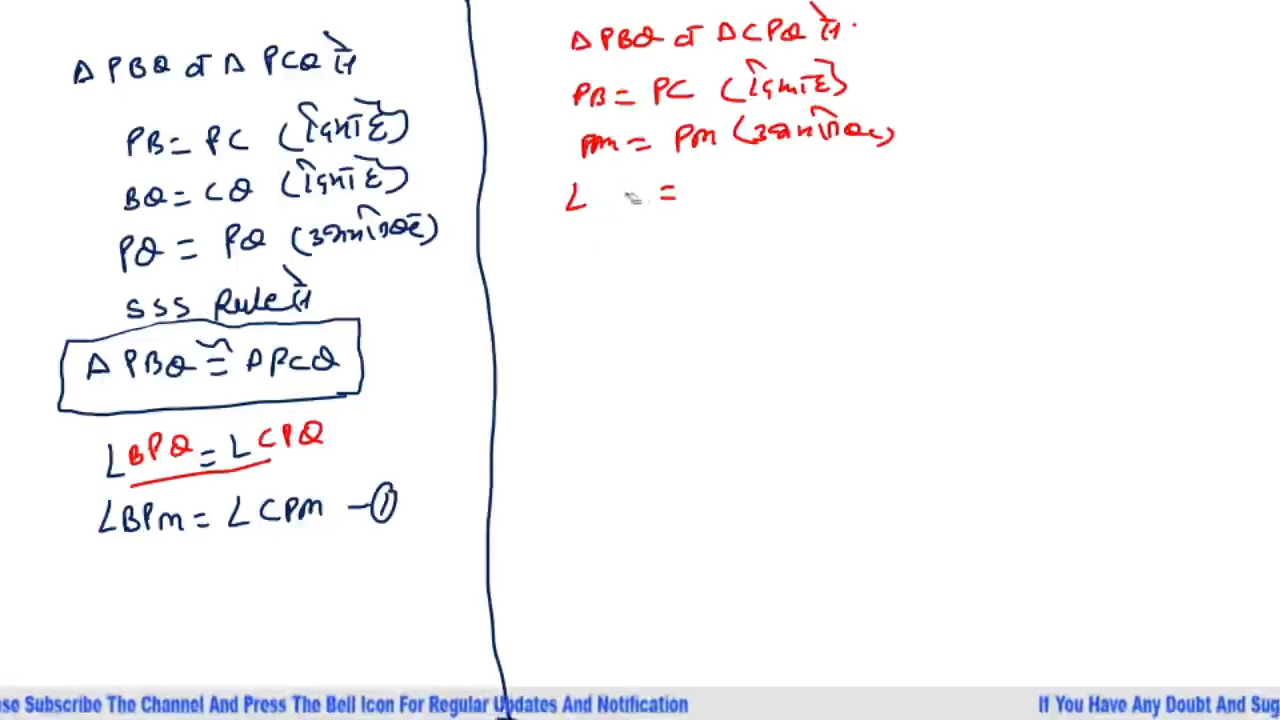 Δ PBQ व Δ PCQ में
PB = PC (त्रिज्याएँ)
BQ = CQ (त्रिज्याएँ)
PQ = PQ (उभयनिष्ठ)
SSS Rule से
Δ PBQ ≅ Δ PCQ
∠BPQ = ∠CPQ
∠BPM = ∠CPM —①
Δ PBQ व Δ CPQ में.
PB = PC (त्रिज्याएँ)
PM = PM (उभयनिष्ठ)
∠ =
se Subscribe The Channel And Press The Bell Icon For Regular Updates And Notification
If You Have Any Doubt And Sug